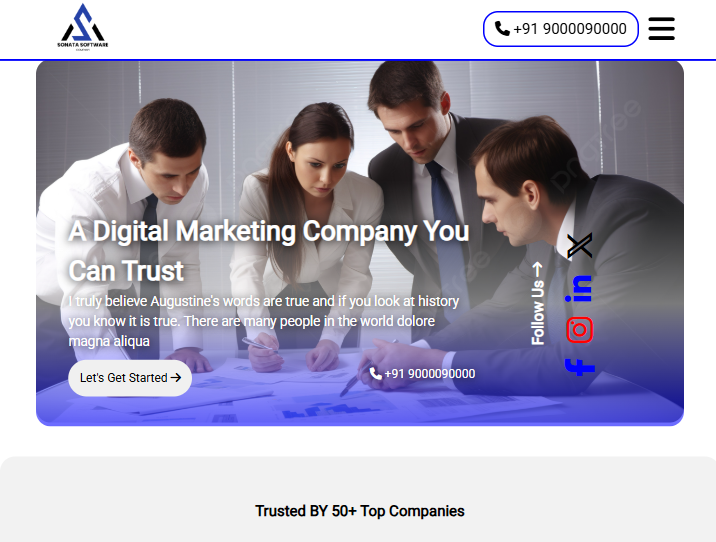 SONATA SOFTWARE
+91 9000090000
A Digital Marketing Company You
Can Trust
I truly believe Augustine's words are true and if you look at history
you know it is true. There are many people in the world dolore
magna aliqua
Let's Get Started →
+91 9000090000
Follow Us →
Trusted BY 50+ Top Companies